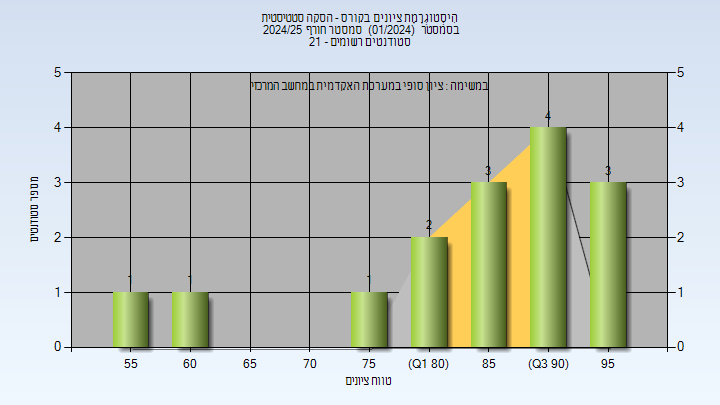 היסטוגרמת ציונים בקורס - הסקה סטטיסטית
בסמסטר (01/2024) סמסטר חורף 2024/25
סטודנטים רשומים - 21
במשימה : ציון סופי במערכת האקדמית במחשב המרכזי
מספר סטודנטים
5 5
4 4
3 3
2 2
1 1
0 0
1 1 1 2 3 4 3
55 60 65 70 75 (Q1 80) 85 (Q3 90) 95
טווח ציונים